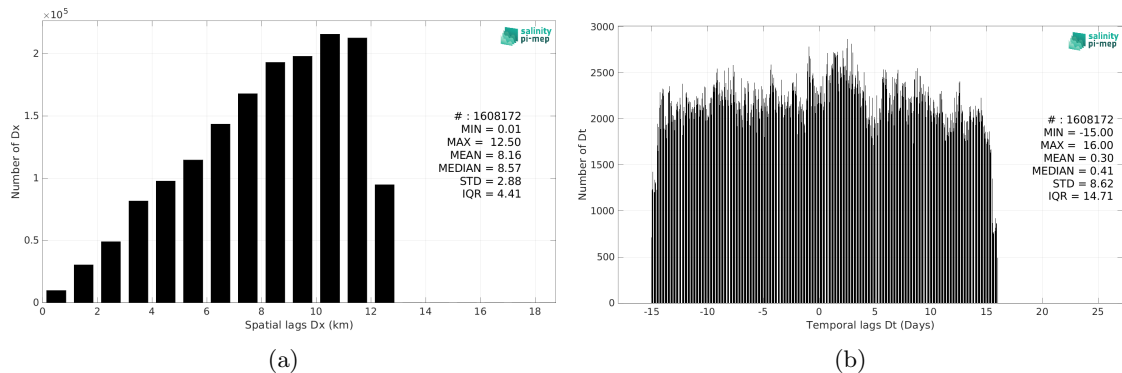 ×10^5
2
1.5
1
0.5
0
Number of Dx
salinity
pi-mep
# : 1608172
MIN = 0.01
MAX = 12.50
MEAN = 8.16
MEDIAN = 8.57
STD = 2.88
IQR = 4.41
0 2 4 6 8 10 12 14 16 18
Spatial lags Dx (km)
(a)
3000
2500
2000
1500
1000
500
0
Number of Dt
salinity
pi-mep
# : 1608172
MIN = -15.00
MAX = 16.00
MEAN = 0.30
MEDIAN = 0.41
STD = 8.62
IQR = 14.71
-15 -10 -5 0 5 10 15 20 25
Temporal lags Dt (Days)
(b)